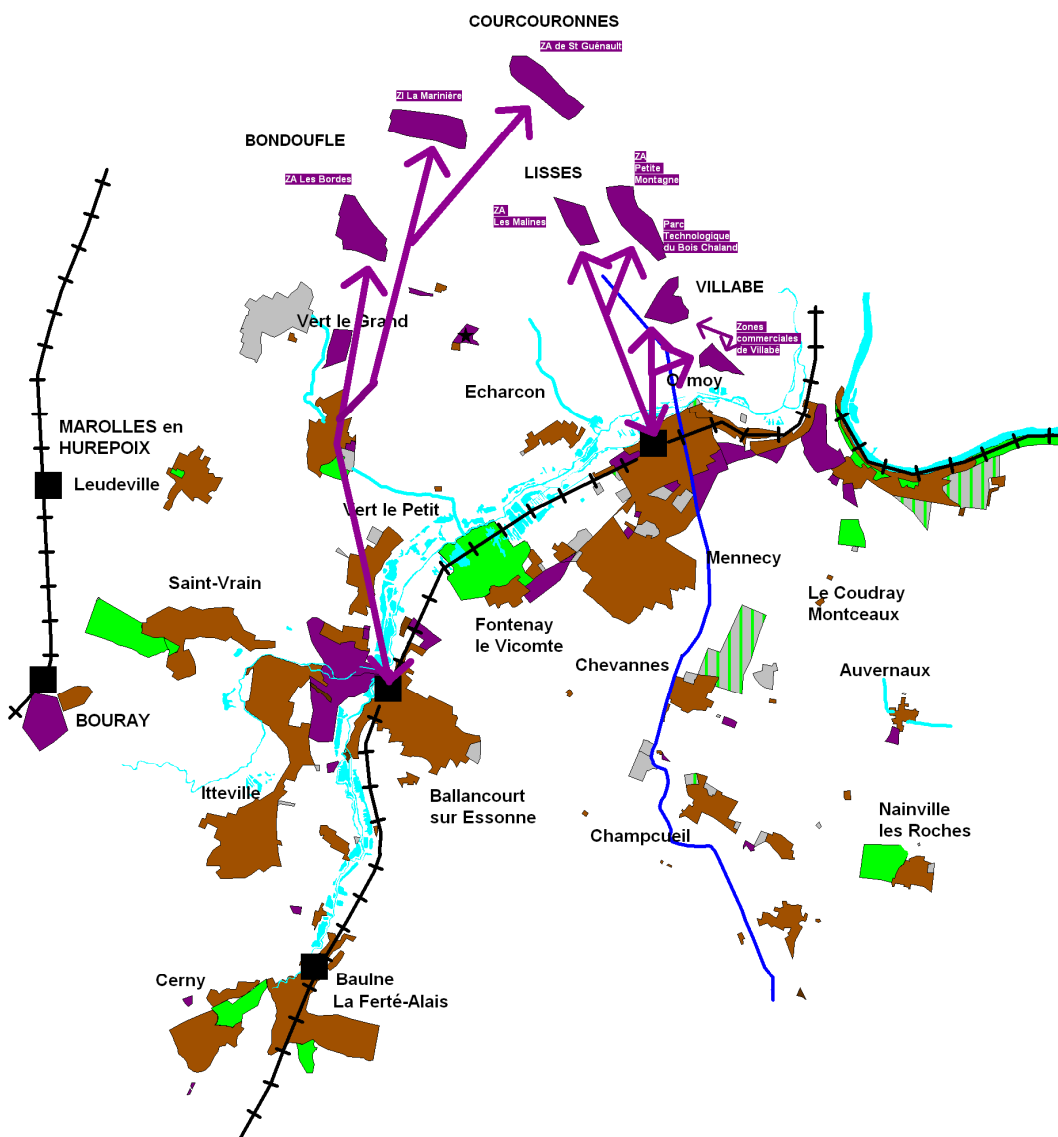 COURCOURONNES
ZA de St Guénault
ZI La Marinière
BONDOUFLE
ZA Les Bordes
LISSES
ZA
Petite
Montagne
ZA
Les Malines
Parc
Technologique
du Bois Chaland
VILLABE
Vert le Grand
Zones
commerciales
de Villabé
Echarcon
O moy
MAROLLES en
HUREPOIX
Leudeville
Vert le Petit
Mennecy
Saint-Vrain
Le Coudray
Montceaux
Fontenay
le Vicomte
Chevannes
Auvernaux
BOURAY
Itteville
Ballancourt
sur Essonne
Nainville
les Roches
Champcueil
Cerny
Baulne
La Ferté-Alais